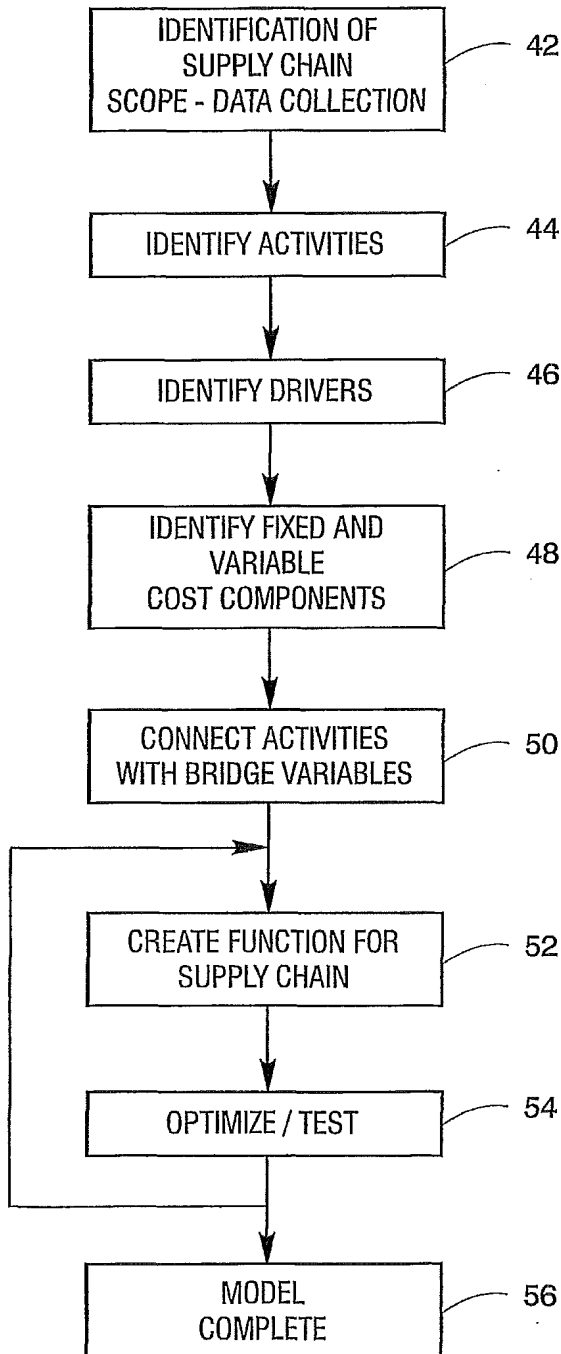 IDENTIFICATION OF
SUPPLY CHAIN
SCOPE - DATA COLLECTION
42
IDENTIFY ACTIVITIES
44
IDENTIFY DRIVERS
46
IDENTIFY FIXED AND
VARIABLE
COST COMPONENTS
48
CONNECT ACTIVITIES
WITH BRIDGE VARIABLES
50
CREATE FUNCTION FOR
SUPPLY CHAIN
52
OPTIMIZE / TEST
54
MODEL
COMPLETE
56